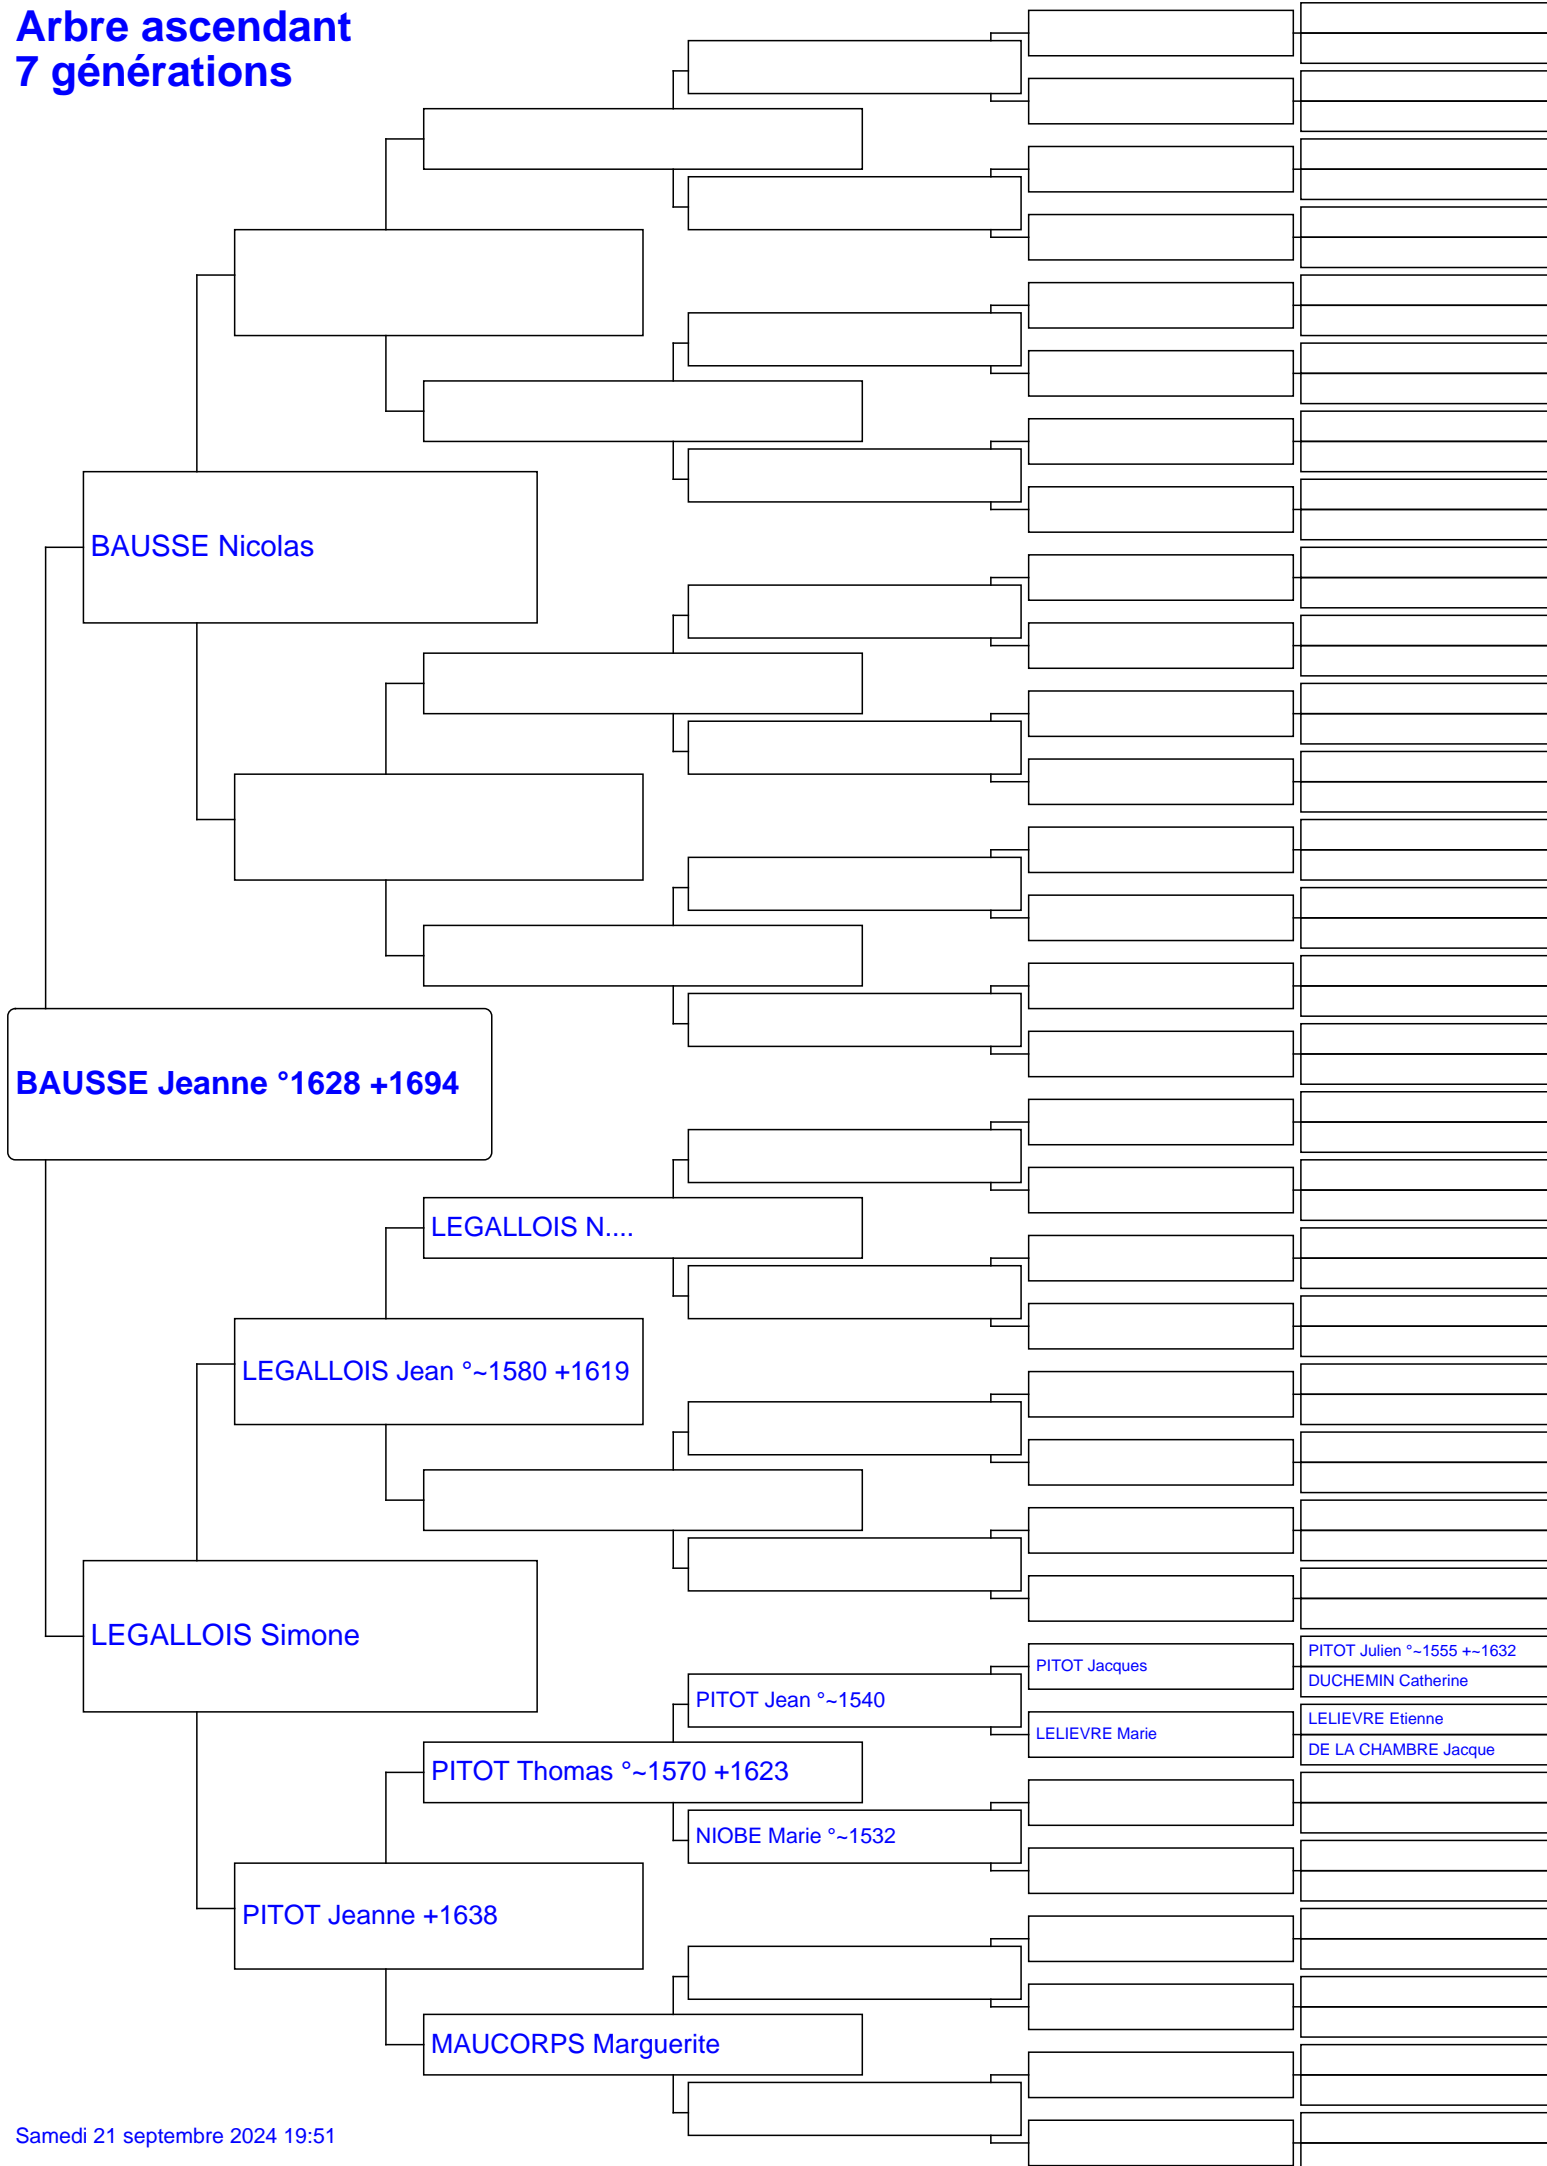 Arbre ascendant
7 générations
BAUSSE Nicolas
BAUSSE Jeanne °1628 +1694
LEGALLOIS N....
LEGALLOIS Jean °~1580 +1619
LEGALLOIS Simone
PITOT Julien °~1555 +~1632
PITOT Jacques
DUCHEMIN Catherine
PITOT Jean °~1540
LELIEVRE Etienne
LELIEVRE Marie
DE LA CHAMBRE Jacque
PITOT Thomas °~1570 +1623
NIOBE Marie °~1532
PITOT Jeanne +1638
MAUCORPS Marguerite
Samedi 21 septembre 2024 19:51